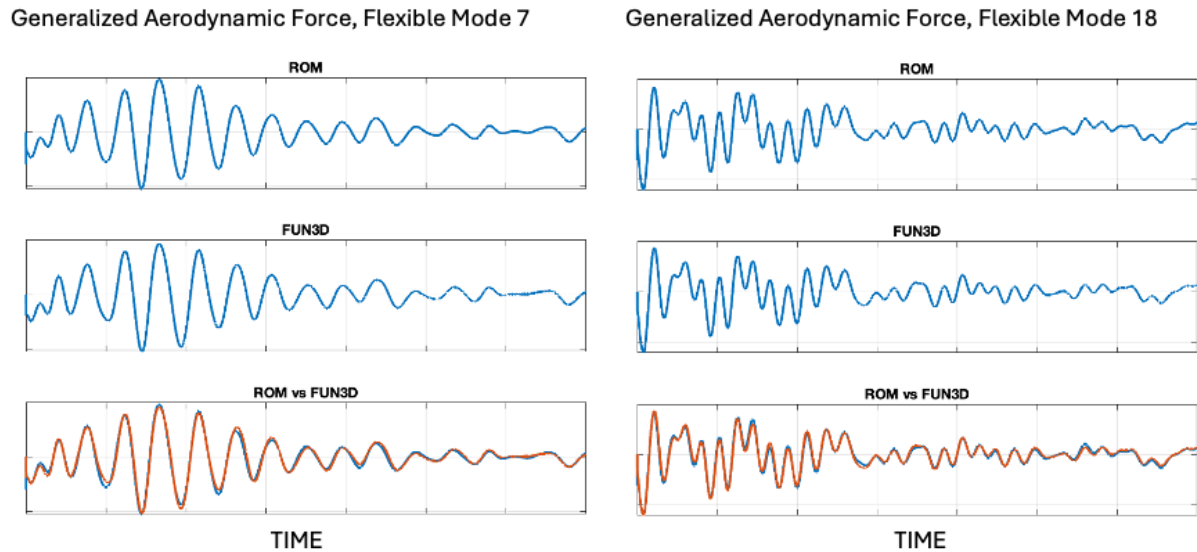 Generalized Aerodynamic Force, Flexible Mode 7
ROM
FUN3D
ROM vs FUN3D
TIME
Generalized Aerodynamic Force, Flexible Mode 18
ROM
FUN3D
ROM vs FUN3D
TIME